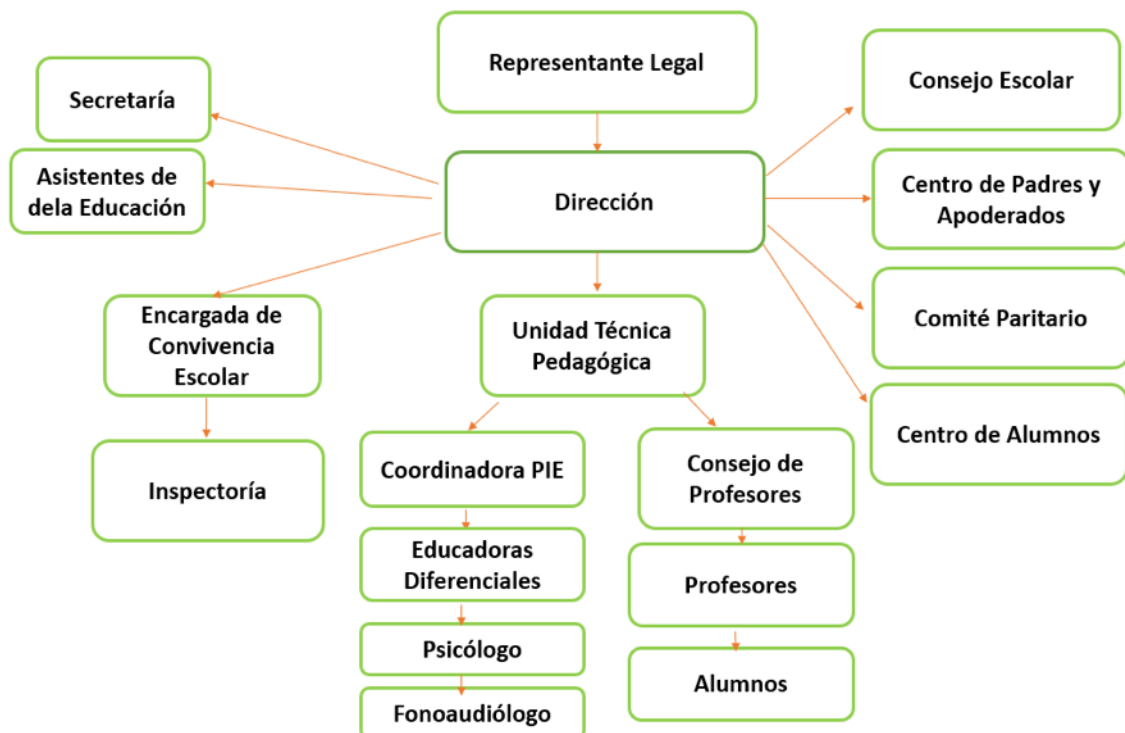 Representante Legal
Secretaría
Consejo Escolar
Asistentes de
dela Educación
Dirección
Centro de Padres y
Apoderados
Encargada de
Convivencia
Escolar
Unidad Técnica
Pedagógica
Comité Paritario
Centro de Alumnos
Inspectoría
Coordinadora PIE
Consejo de
Profesores
Educadoras
Diferenciales
Profesores
Psicólogo
Alumnos
Fonoaudiólogo